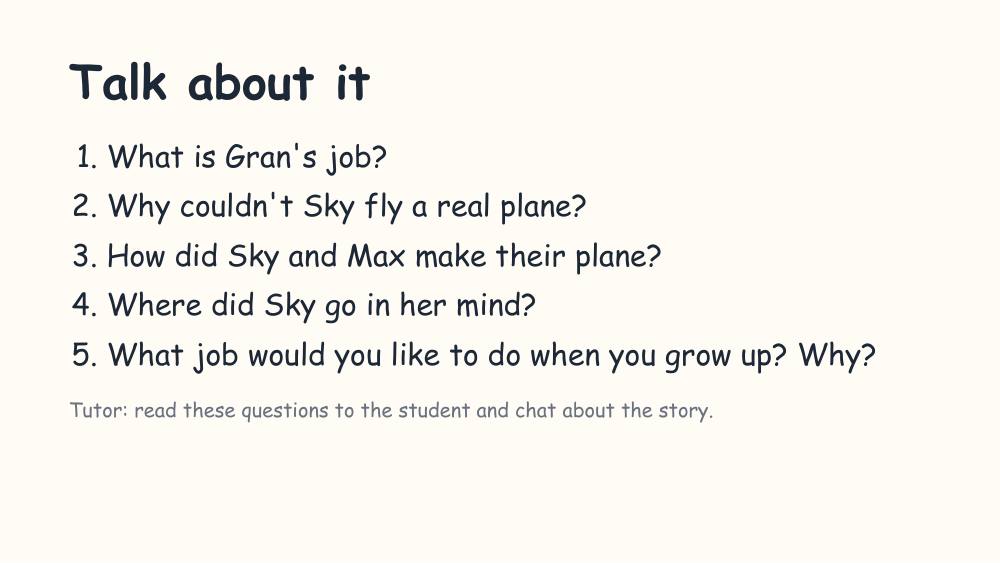 Talk about it
1. What is Gran's job?
2. Why couldn't Sky fly a real plane?
3. How did Sky and Max make their plane?
4. Where did Sky go in her mind?
5. What job would you like to do when you grow up? Why?
Tutor: read these questions to the student and chat about the story.